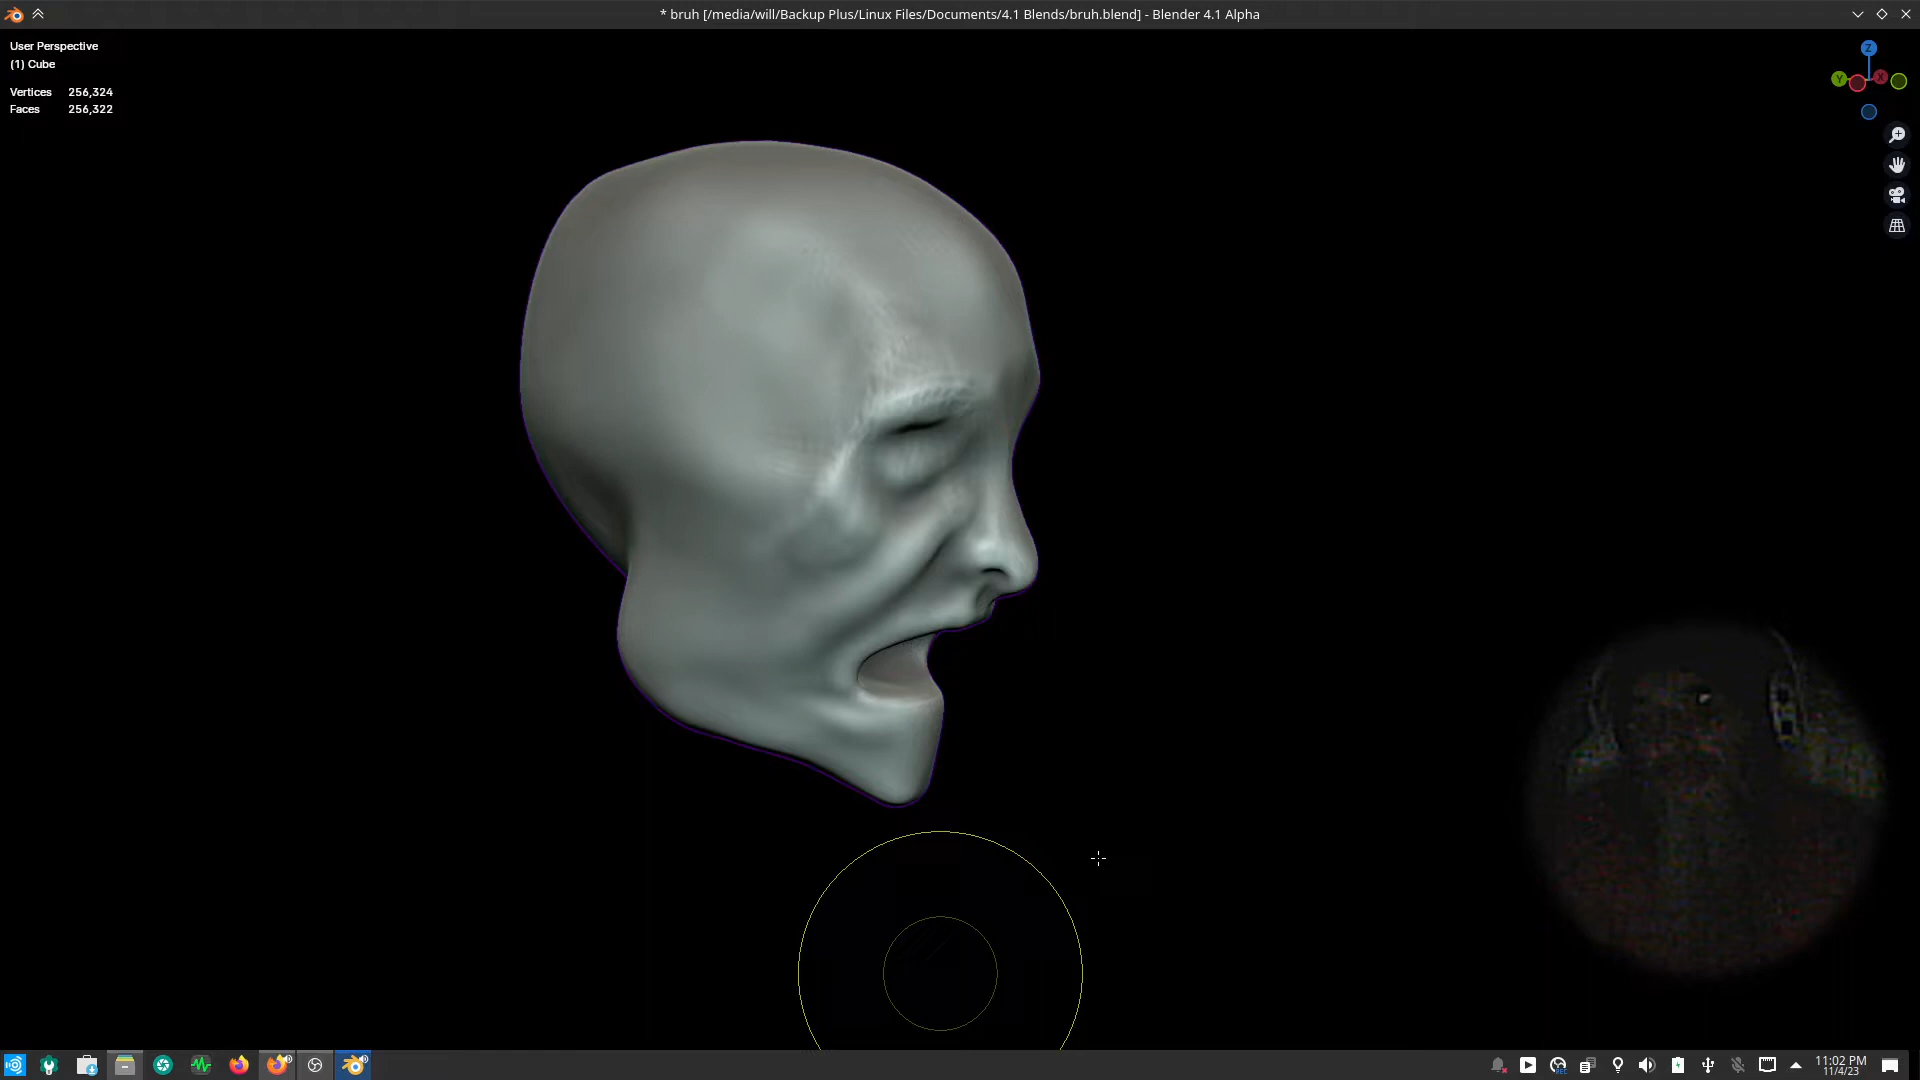 * bruh [/media/will/Backup Plus/Linux Files/Documents/4.1 Blends/bruh.blend] - Blender 4.1 Alpha
User Perspective
(1) Cube
Vertices 256,324
Faces 256,322
Z
Y
X
REC
11:02 PM
11/4/23